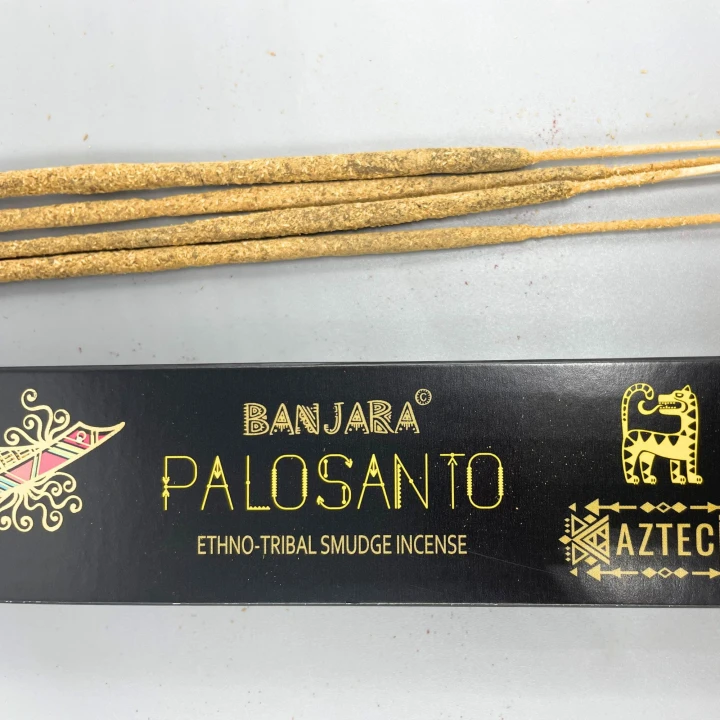 BANJARA©
PALOSANTO
ETHNO-TRIBAL SMUDGE INCENSE
AZTEC